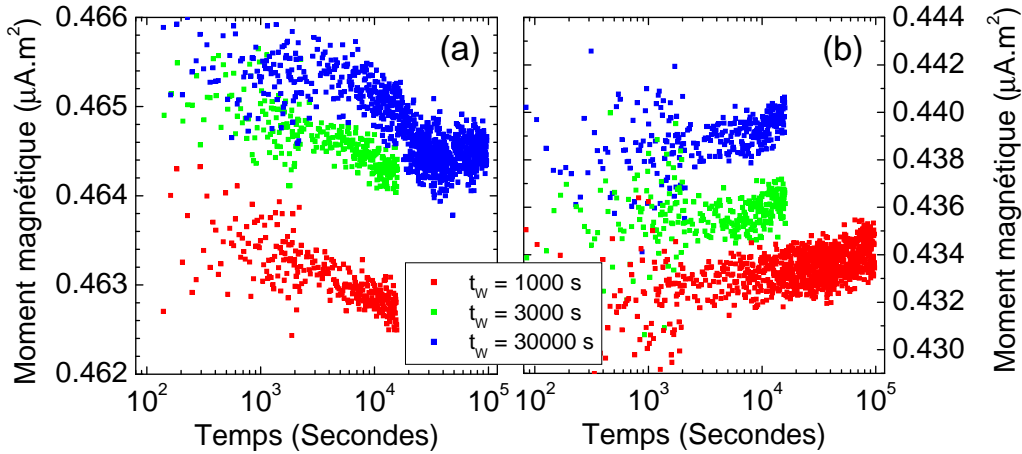 0.466
0.465
0.464
0.463
0.462
Moment magnétique (µA.m²)
(a)
10² 10³ 10⁴ 10⁵
Temps (Secondes)
t_W = 1000 s
t_W = 3000 s
t_W = 30000 s
(b)
10² 10³ 10⁴ 10⁵
Temps (Secondes)
0.444
0.442
0.440
0.438
0.436
0.434
0.432
0.430
Moment magnétique (µA.m²)